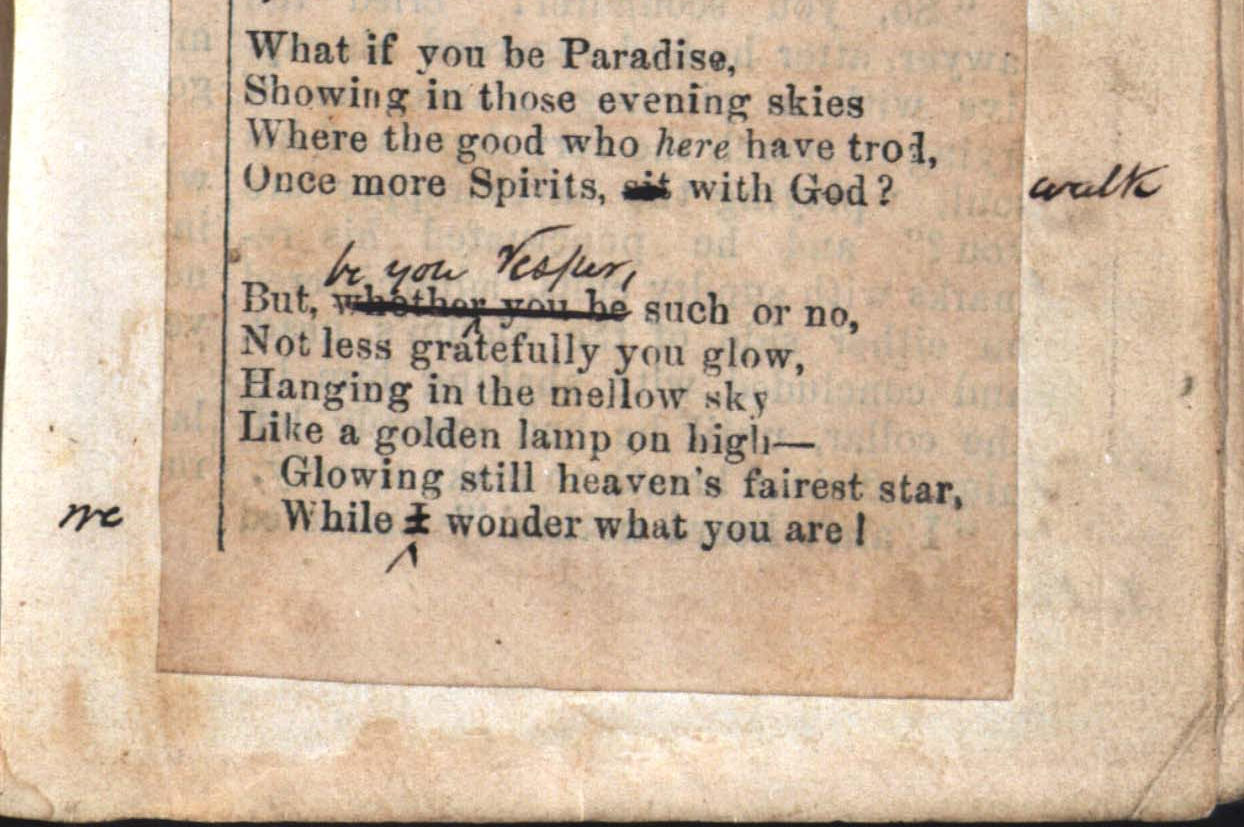 What if you be Paradise,
Showing in those evening skies
Where the good who here have trod,
Once more Spirits, sit with God? walk
be you Vesper,
But, whether you be such or no,
Not less gratefully you glow,
Hanging in the mellow sky
Like a golden lamp on high—
Glowing still heaven's fairest star,
we While I wonder what you are!